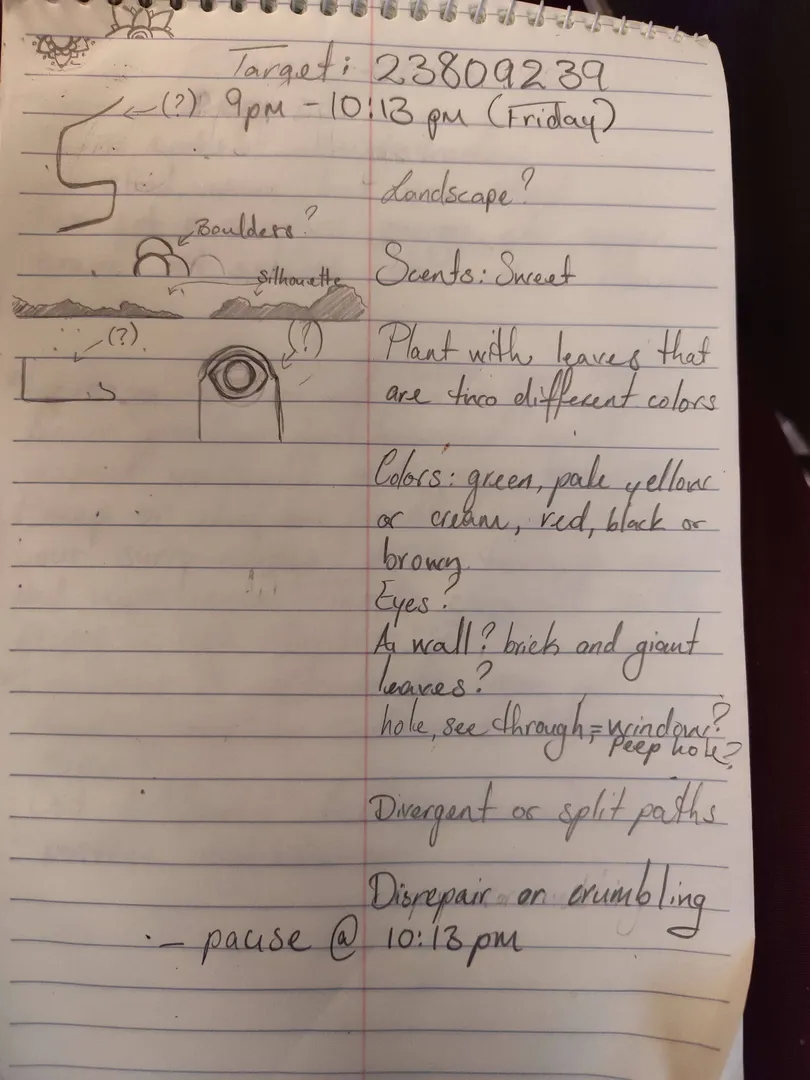 Target: 23809239
(?) 9pm - 10:13 pm (Friday)
Landscape?
Boulders?
Silhouette
Scents: Sweet
(?)
(?)
Plant with leaves that
are two different colors
Colors: green, pale yellow
or cream, red, black or
brown
Eyes?
A wall? brick and giant
leaves?
hole, see through, = window?
Peep hole?
Divergent or split paths
Disrepair or crumbling
- pause @ 10:13 pm